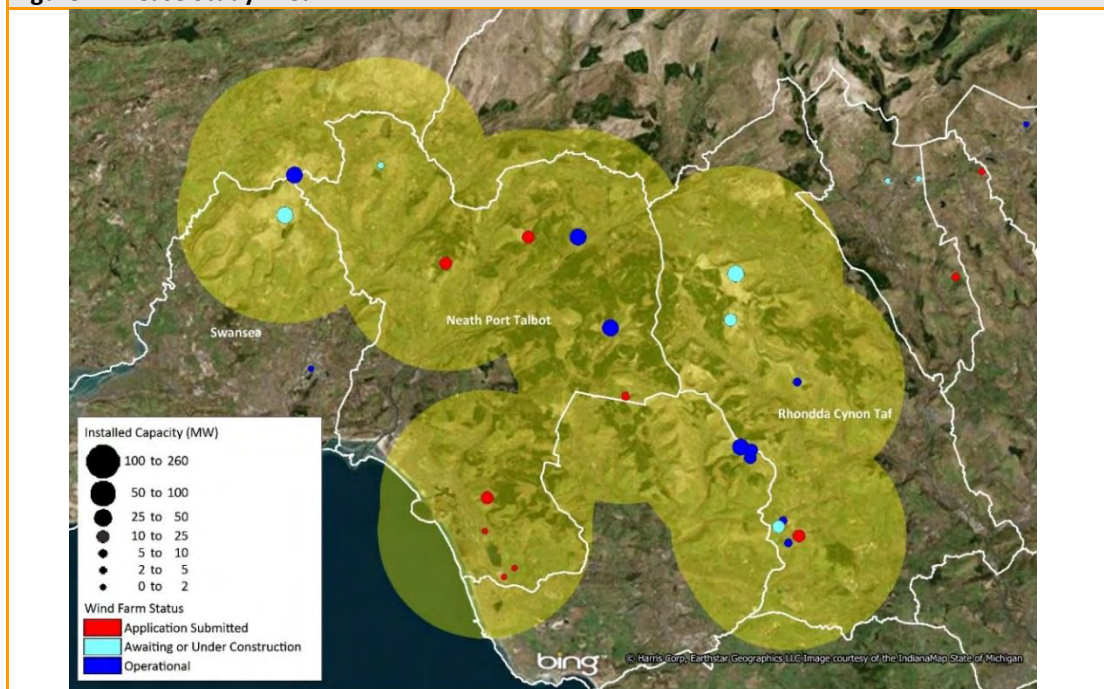 Swansea
Neath Port Talbot
Rhondda Cynon Taf
Installed Capacity (MW)
100 to 260
50 to 100
25 to 50
10 to 25
5 to 10
2 to 5
0 to 2
Wind Farm Status
Application Submitted
Awaiting or Under Construction
Operational
bing™
© Harris Corp, Earthstar Geographics LLC Image courtesy of the IndianaMap State of Michigan